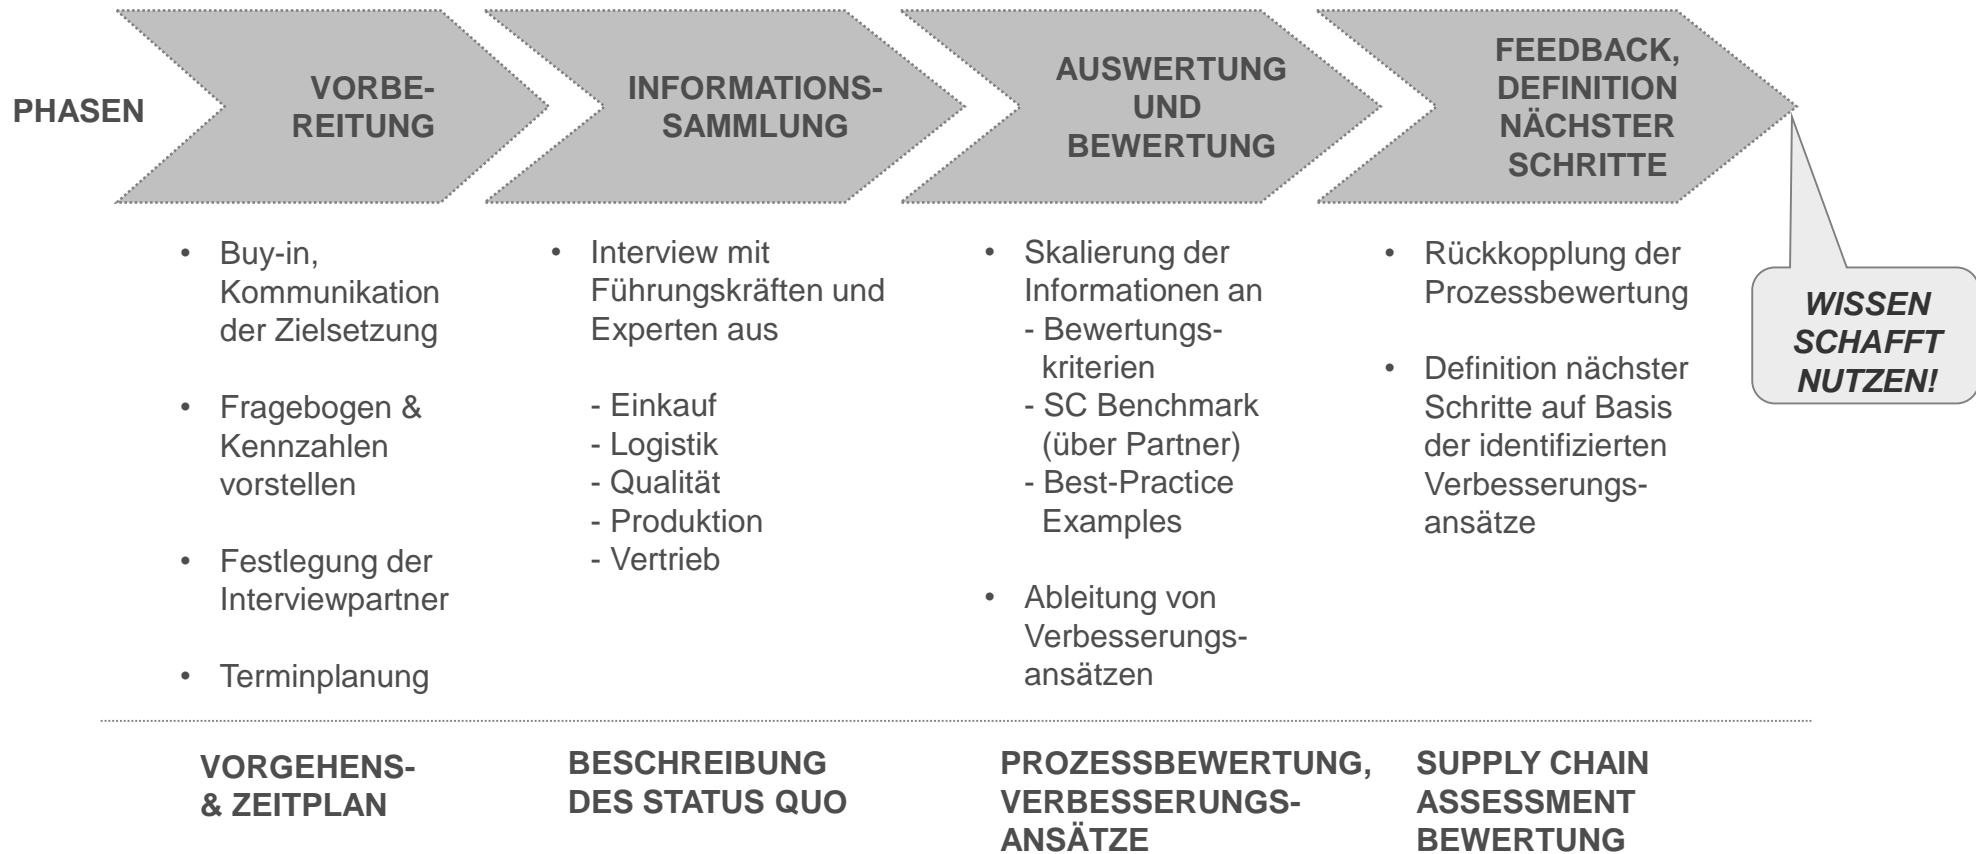 PHASEN
VORBE-
REITUNG
INFORMATIONS-
SAMMLUNG
AUSWERTUNG
UND
BEWERTUNG
FEEDBACK,
DEFINITION
NÄCHSTER
SCHRITTE
• Buy-in,
Kommunikation
der Zielsetzung
• Fragebogen &
Kennzahlen
vorstellen
• Festlegung der
Interviewpartner
• Terminplanung
• Interview mit
Führungskräften und
Experten aus
- Einkauf
- Logistik
- Qualität
- Produktion
- Vertrieb
• Skalierung der
Informationen an
- Bewertungs-
kriterien
- SC Benchmark
(über Partner)
- Best-Practice
Examples
• Ableitung von
Verbesserungs-
ansätzen
• Rückkopplung der
Prozessbewertung
• Definition nächster
Schritte auf Basis
der identifizierten
Verbesserungs-
ansätze
WISSEN
SCHAFFT
NUTZEN!
VORGEHENS-
& ZEITPLAN
BESCHREIBUNG
DES STATUS QUO
PROZESSBEWERTUNG,
VERBESSERUNGS-
ANSÄTZE
SUPPLY CHAIN
ASSESSMENT
BEWERTUNG